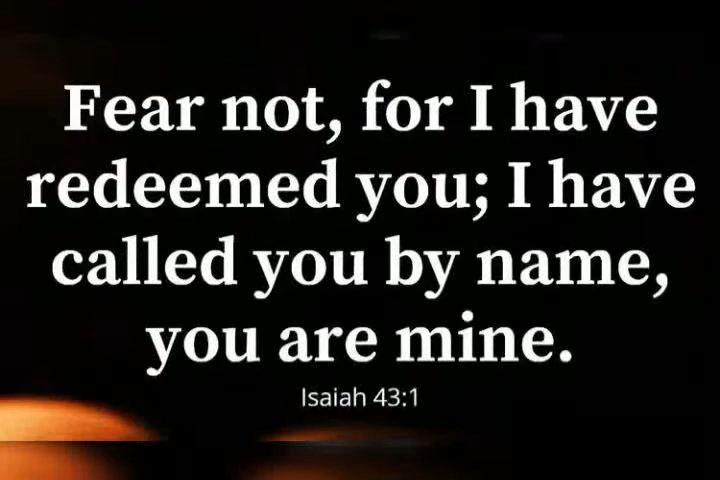 Fear not, for I have
redeemed you; I have
called you by name,
you are mine.
Isaiah 43:1